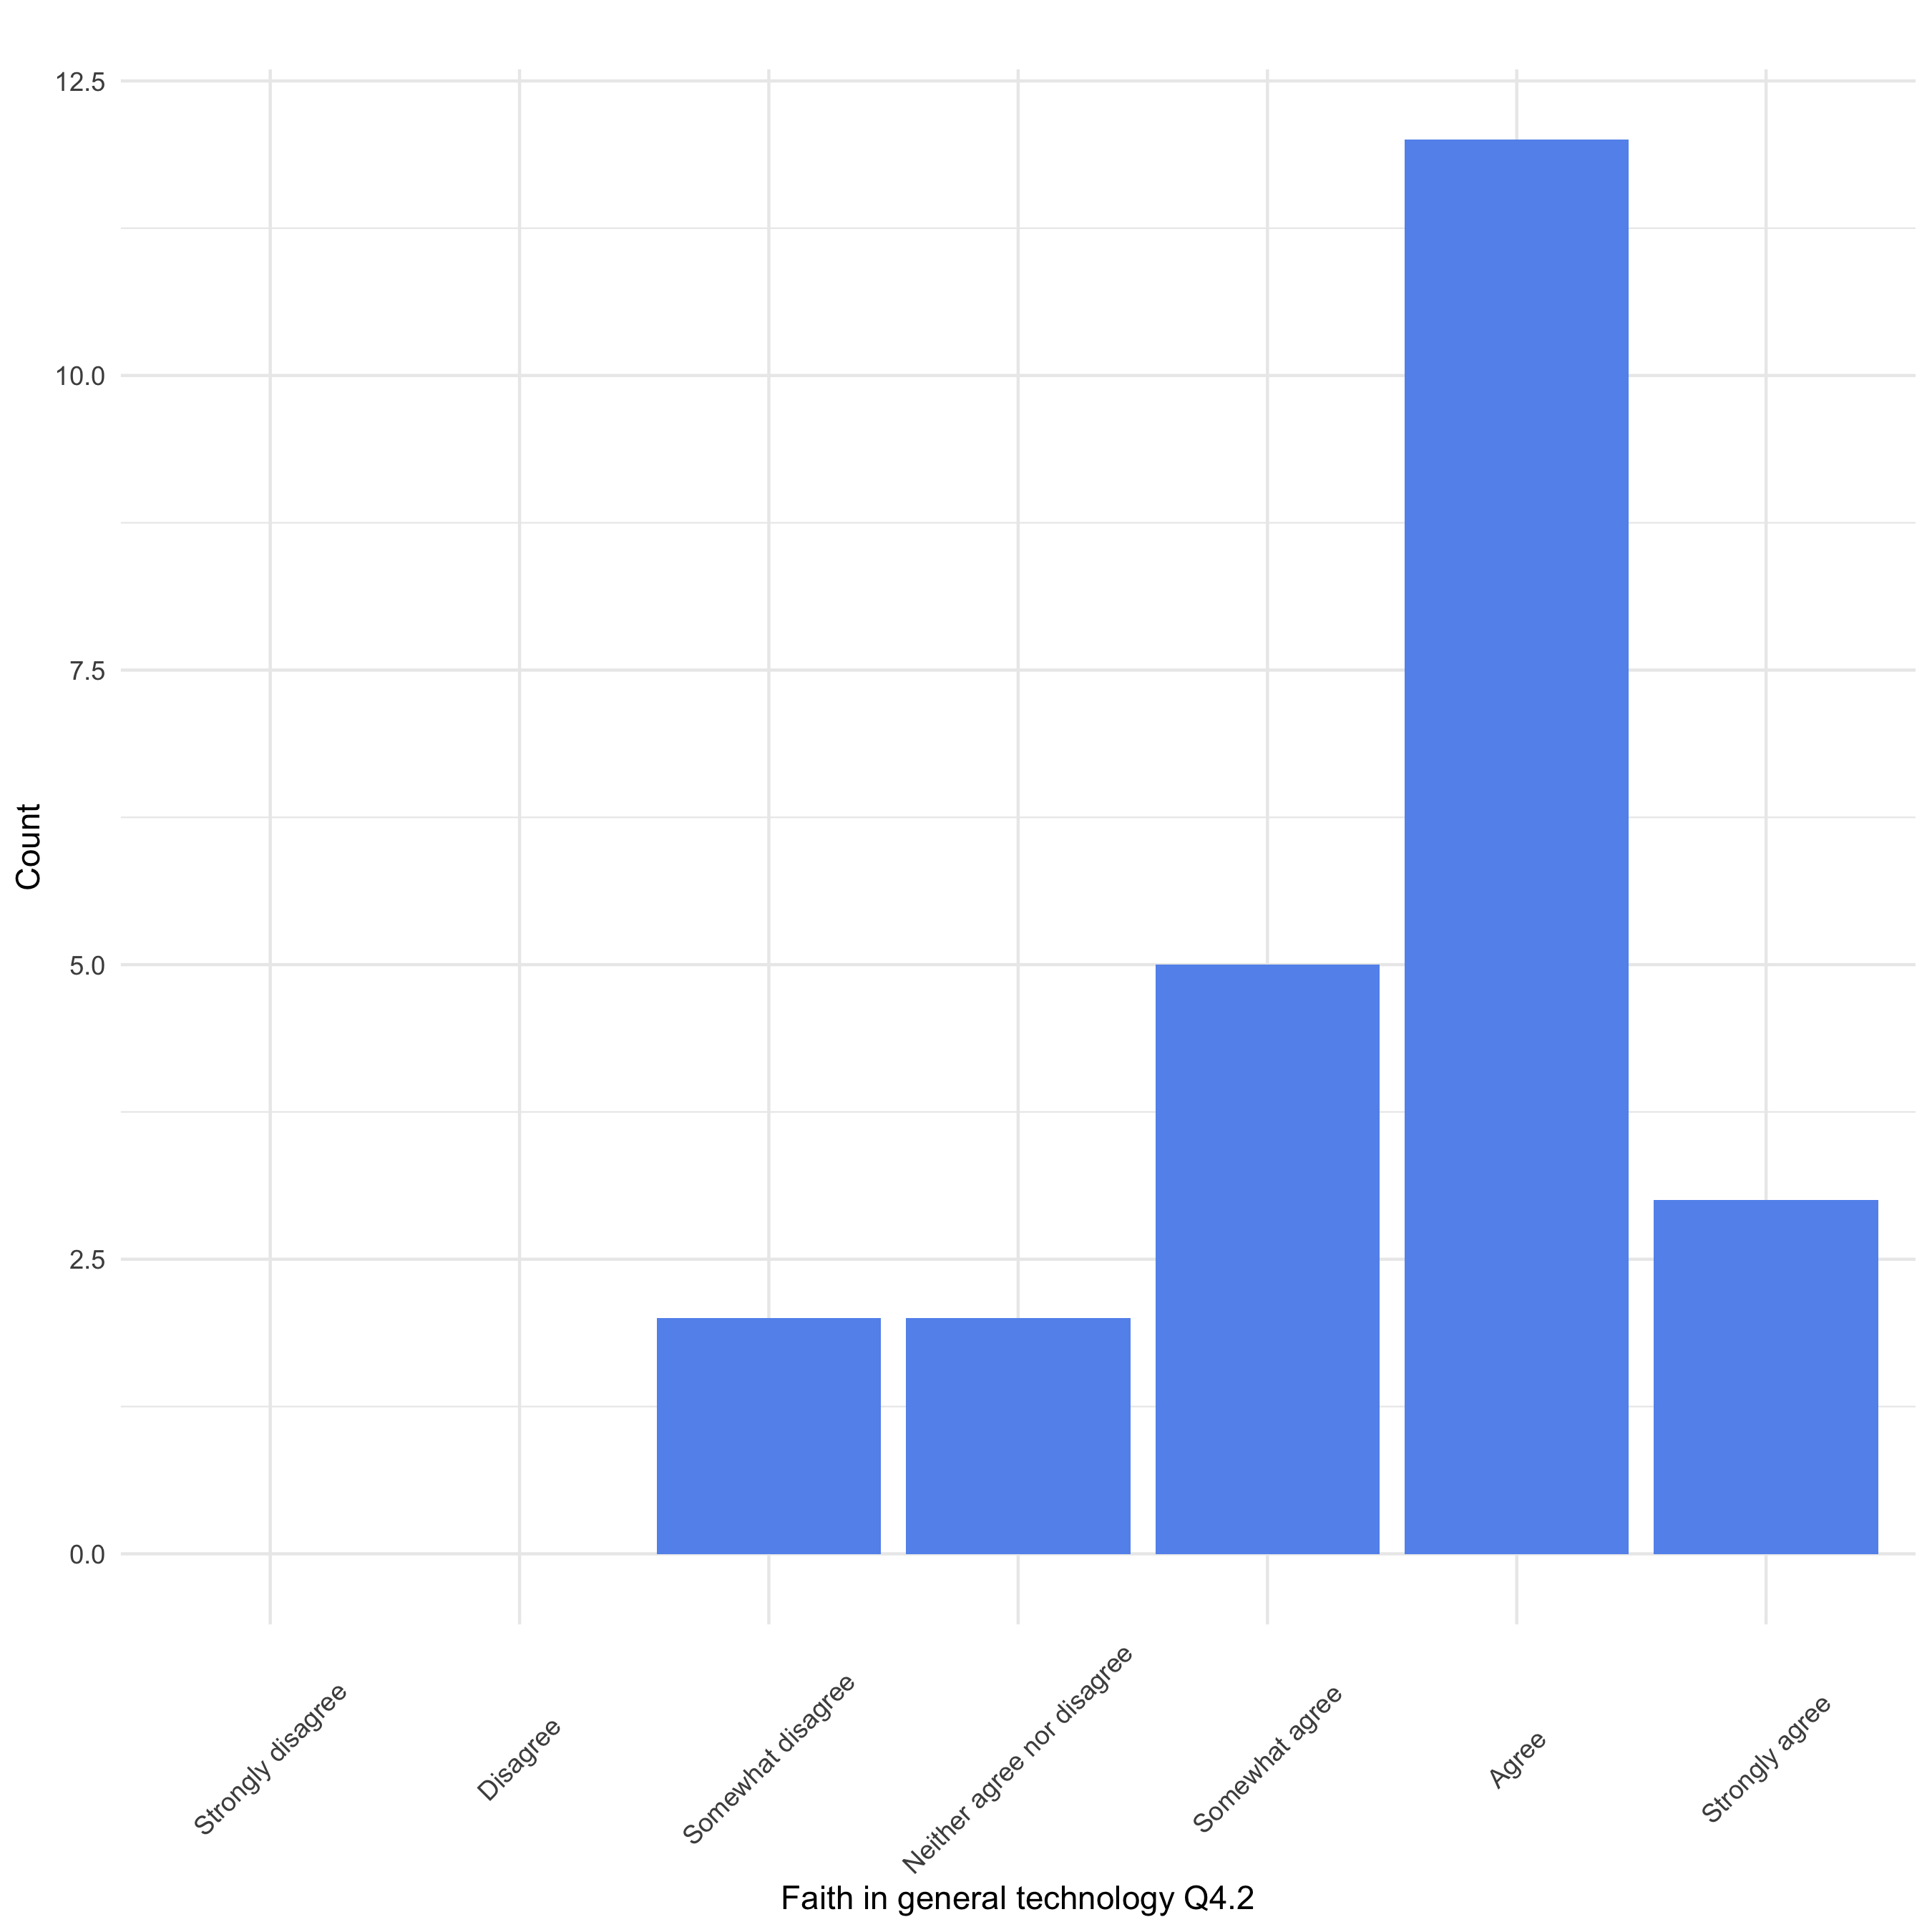 12.5
10.0
7.5
5.0
2.5
0.0
Count
Strongly disagree
Disagree
Somewhat disagree
Neither agree nor disagree
Somewhat agree
Agree
Strongly agree
Faith in general technology Q4.2